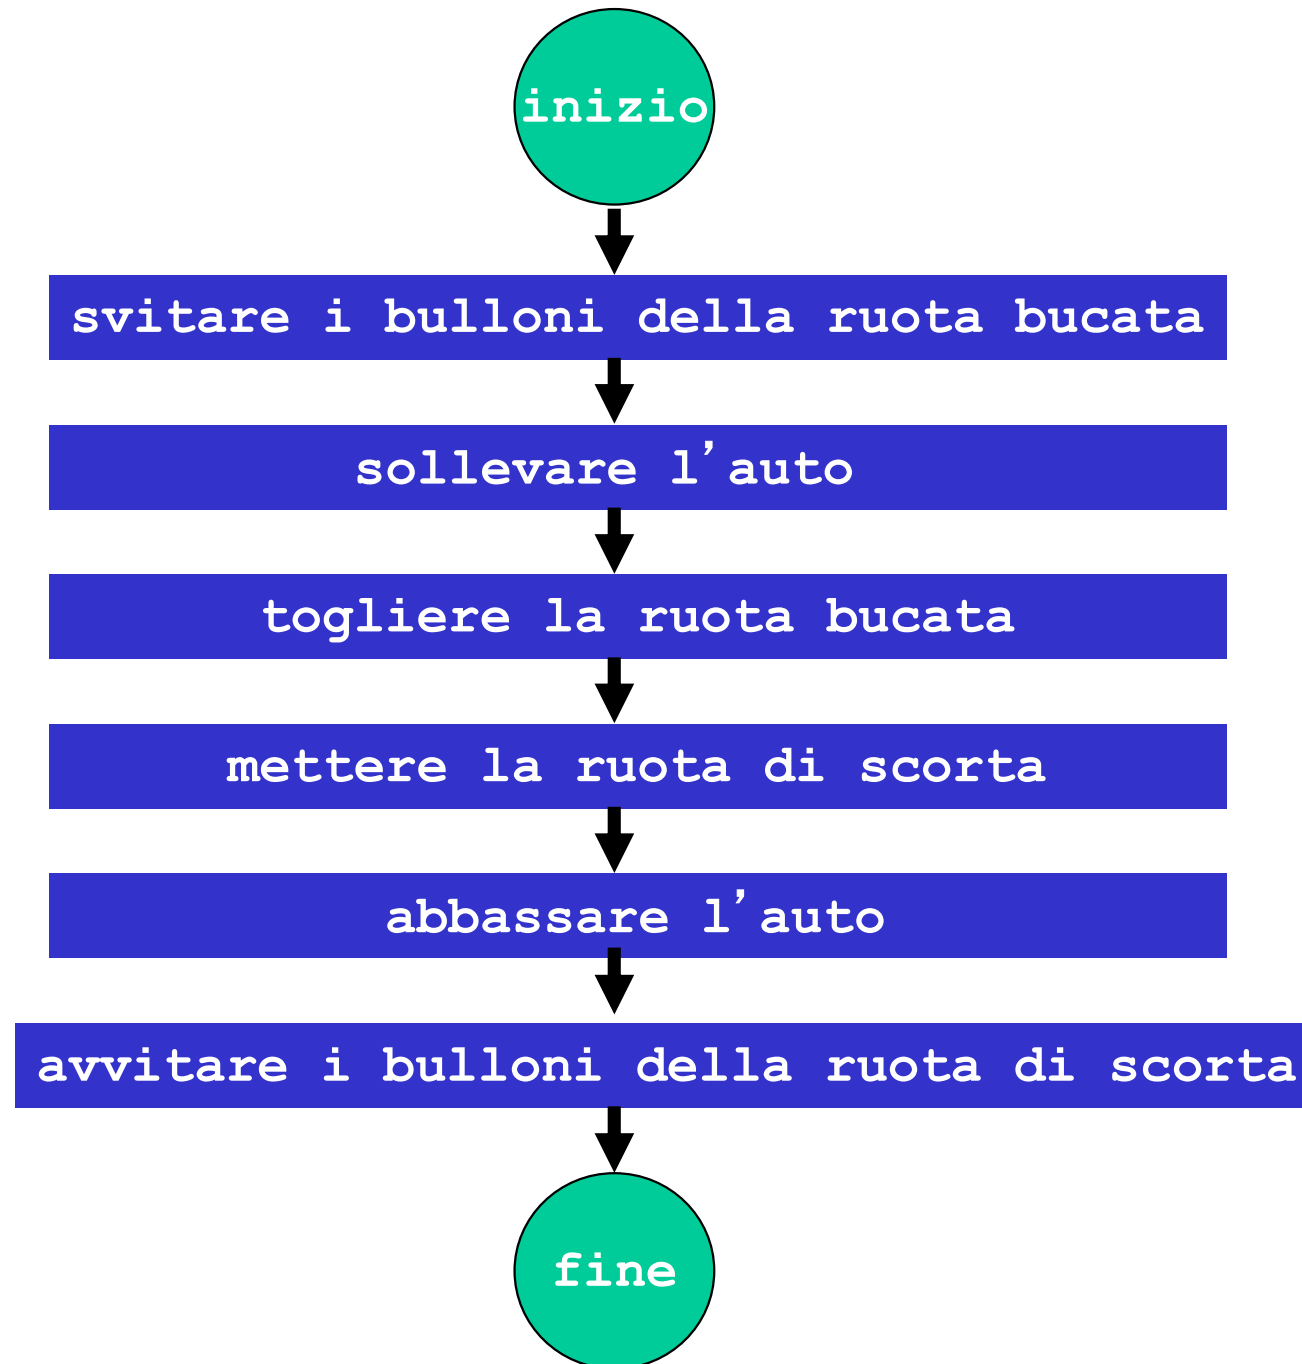 inizio
svitare i bulloni della ruota bucata
sollevare l’auto
togliere la ruota bucata
mettere la ruota di scorta
abbassare l’auto
avvitare i bulloni della ruota di scorta
fine